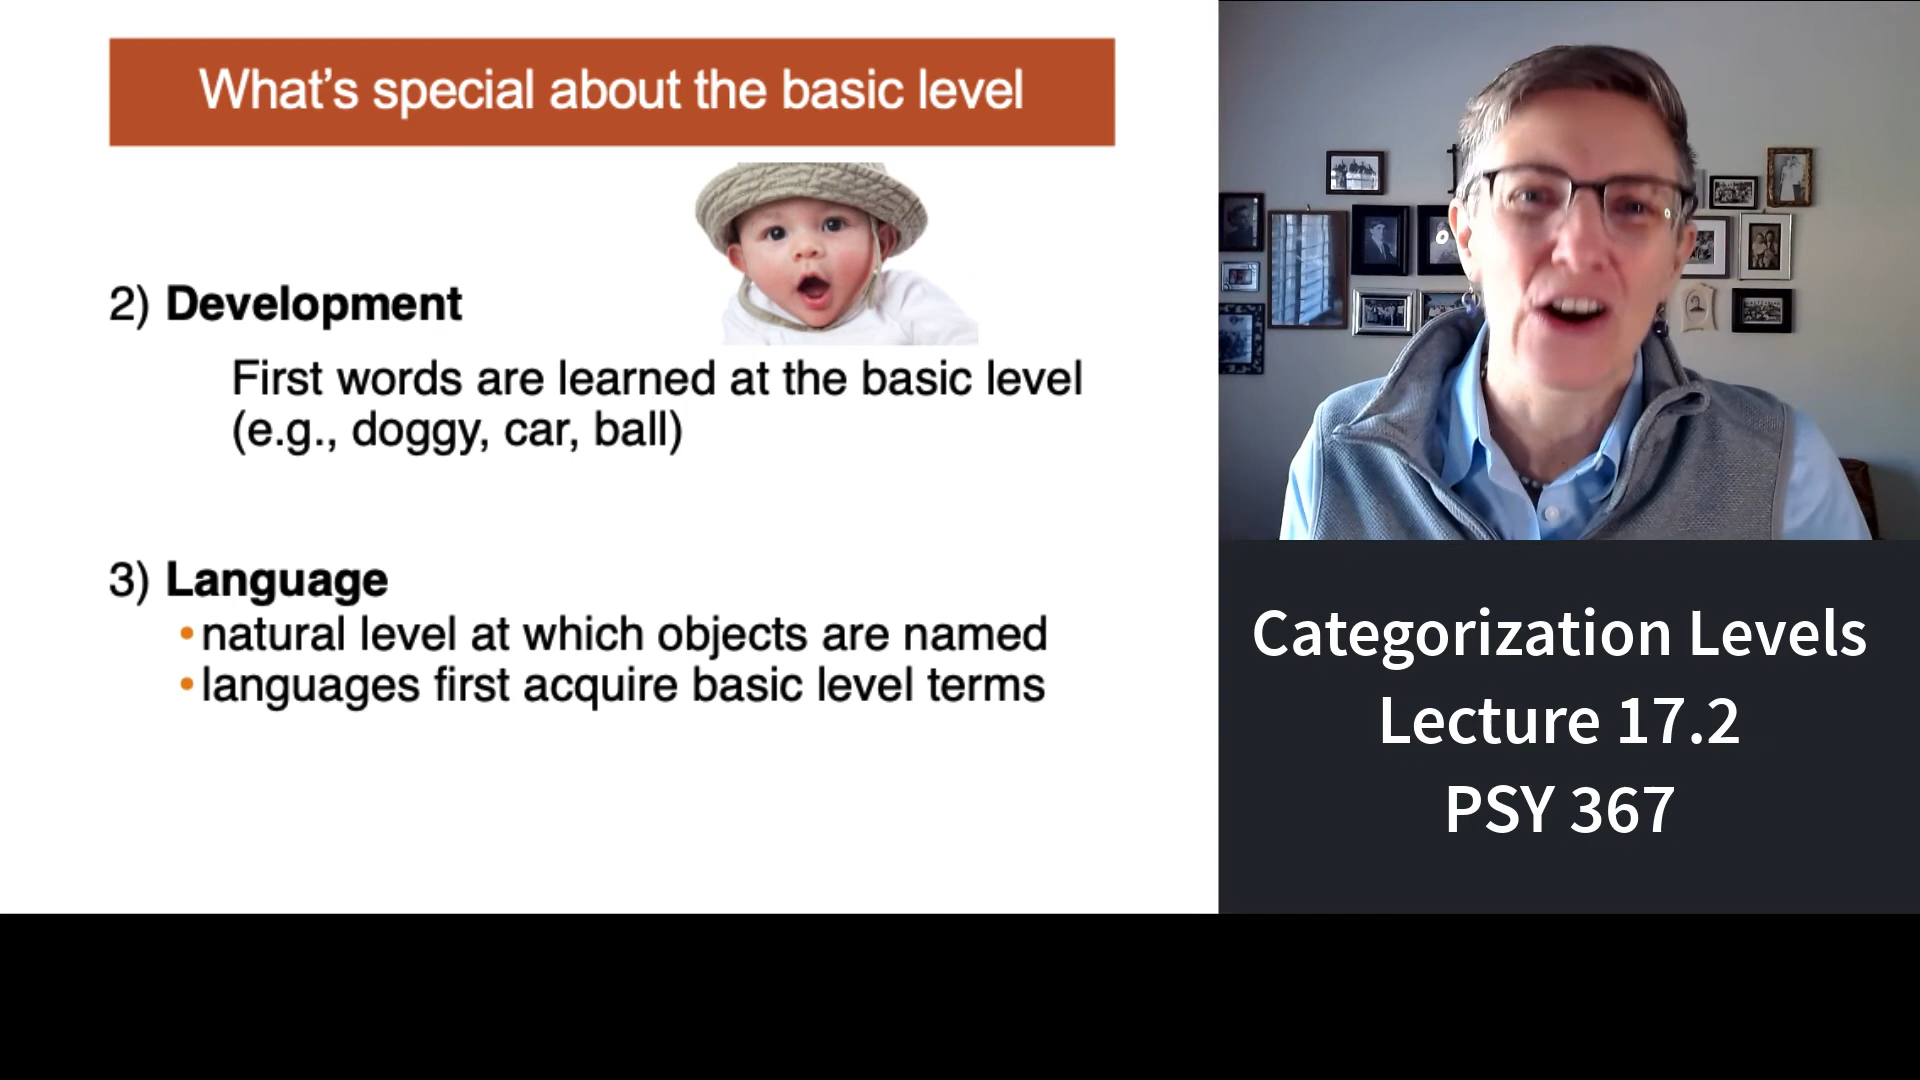 What’s special about the basic level
2) Development
First words are learned at the basic level
(e.g., doggy, car, ball)
3) Language
•natural level at which objects are named
•languages first acquire basic level terms
Categorization Levels
Lecture 17.2
PSY 367